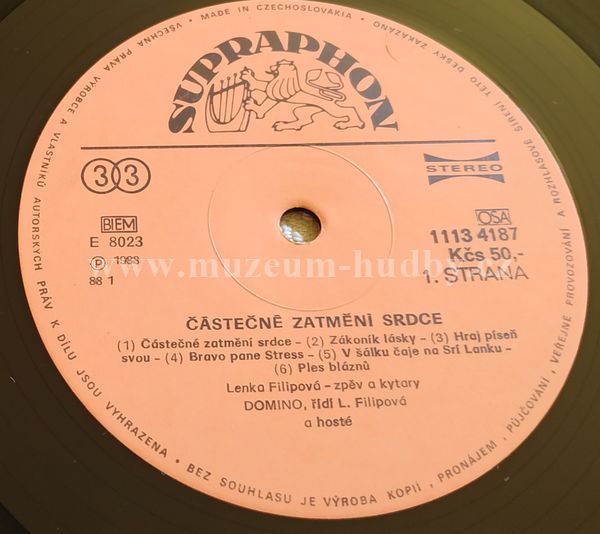 SUPRAPHON
33
STEREO
BIEM
E 8023
℗ 1988
88 1
OSA
1113 4187
Kčs 50,-
1. STRANA
www.muzeum-hudby.cz
ČÁSTEČNÉ ZATMĚNÍ SRDCE
(1) Částečné zatmění srdce – (2) Zákoník lásky – (3) Hraj píseň
svou – (4) Bravo pane Stress – (5) V šálku čaje na Srí Lanku –
(6) Ples bláznů
Lenka Filipová – zpěv a kytary
DOMINO, řídí L. Filipová
a hosté
MADE IN CZECHOSLOVAKIA • VŠECHNA PRÁVA VÝROBCE A VLASTNÍKŮ AUTORSKÝCH PRÁV K DÍLU JSOU VYHRAZENA • BEZ SOUHLASU JE VÝROBA KOPIÍ, PRONÁJEM, PŮJČOVÁNÍ, VEŘEJNÉ PROVOZOVÁNÍ A ROZHLASOVÉ ŠÍŘENÍ TÉTO DESKY ZAKÁZÁNO •